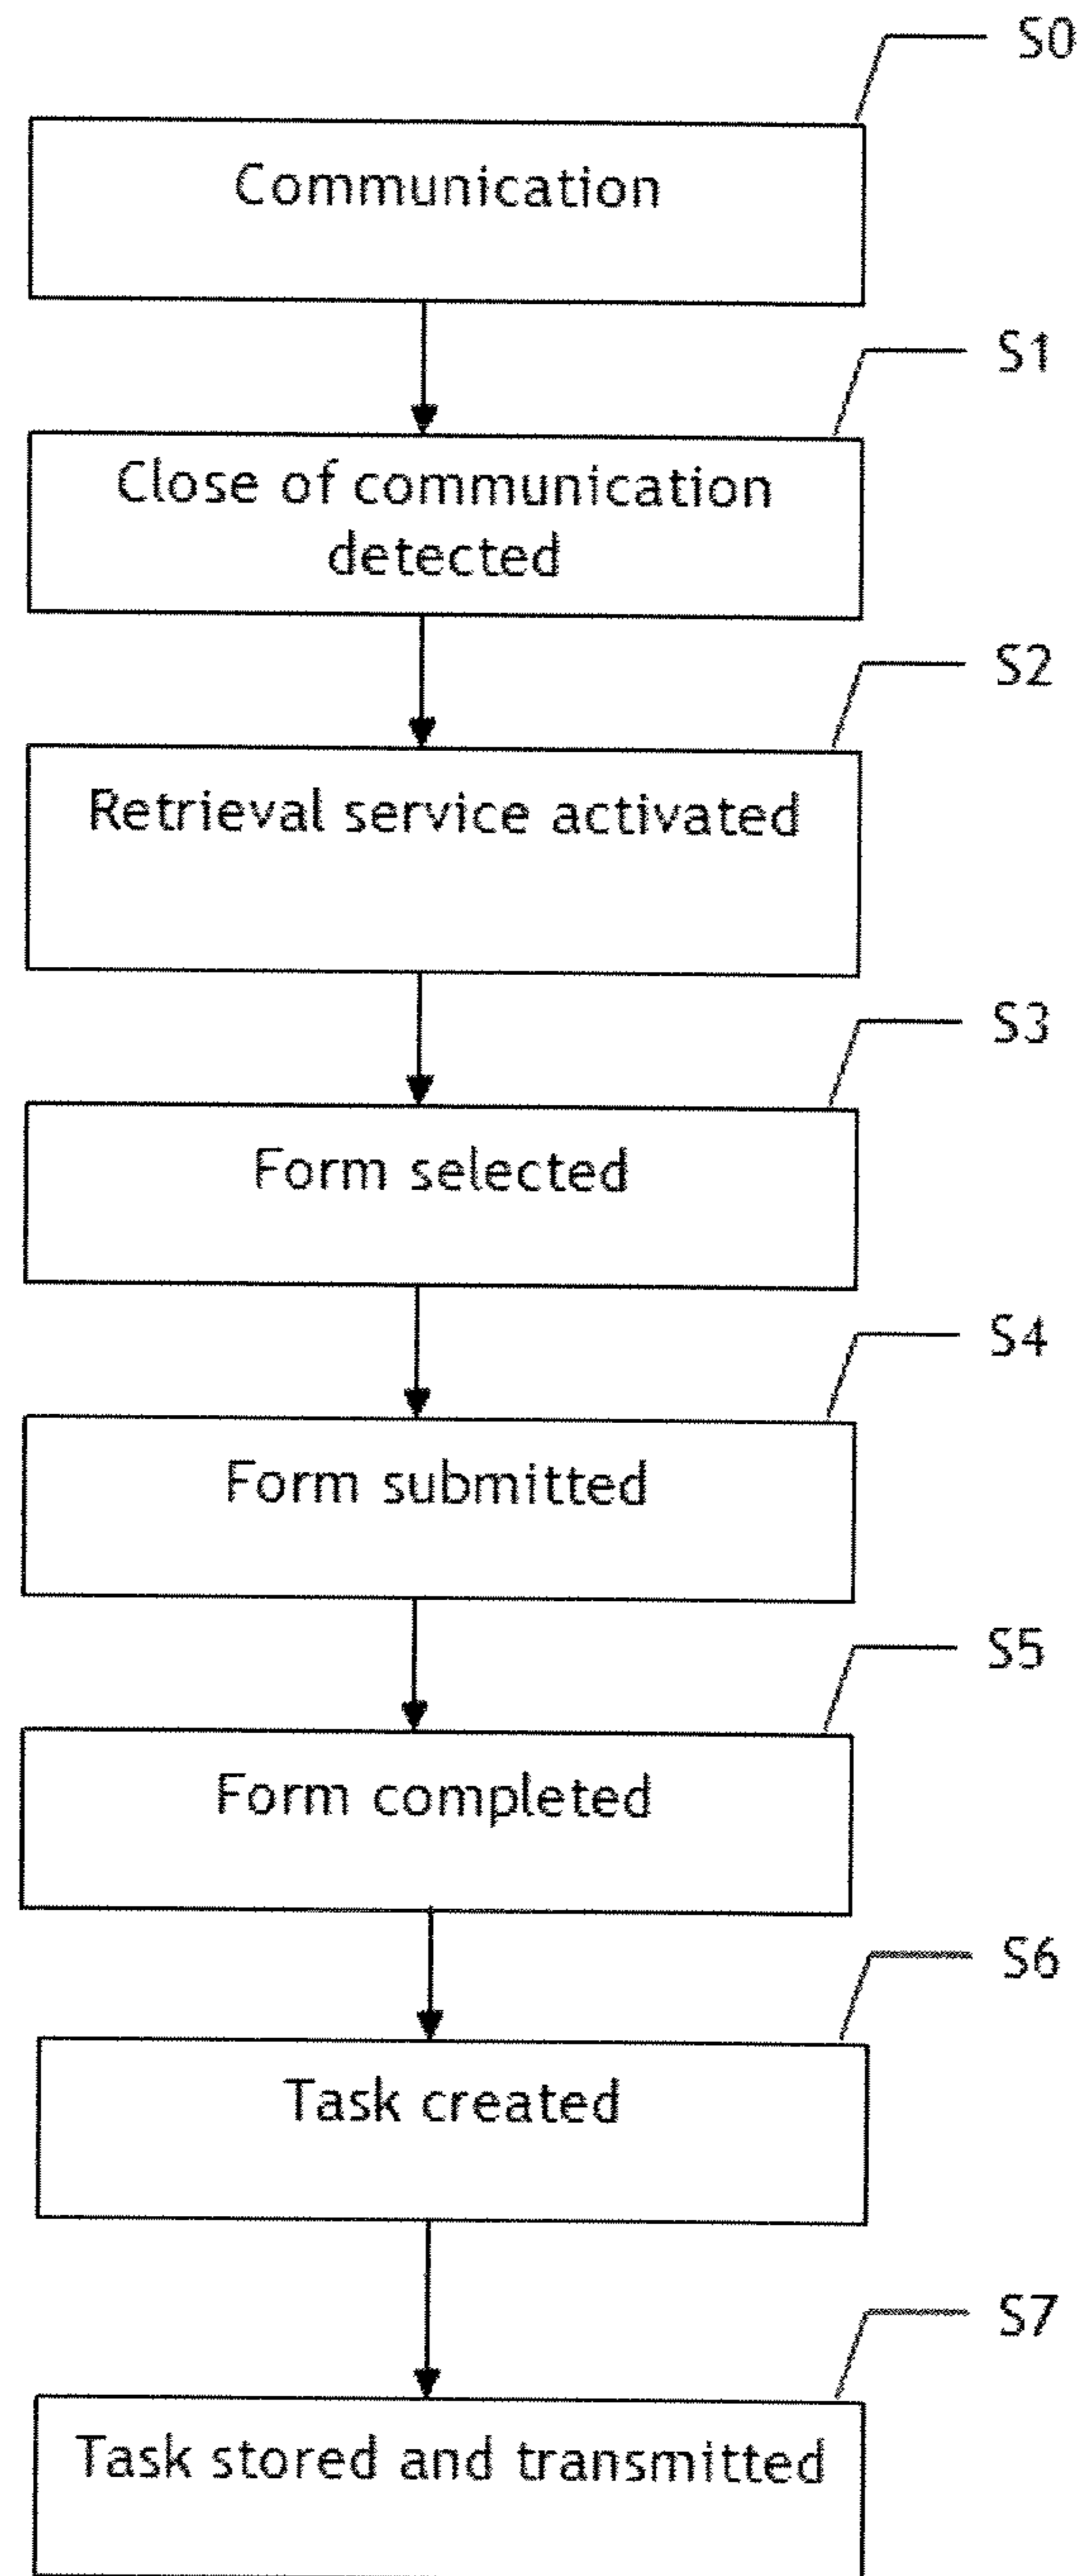 S0
Communication
S1
Close of communication
detected
S2
Retrieval service activated
S3
Form selected
S4
Form submitted
S5
Form completed
S6
Task created
S7
Task stored and transmitted